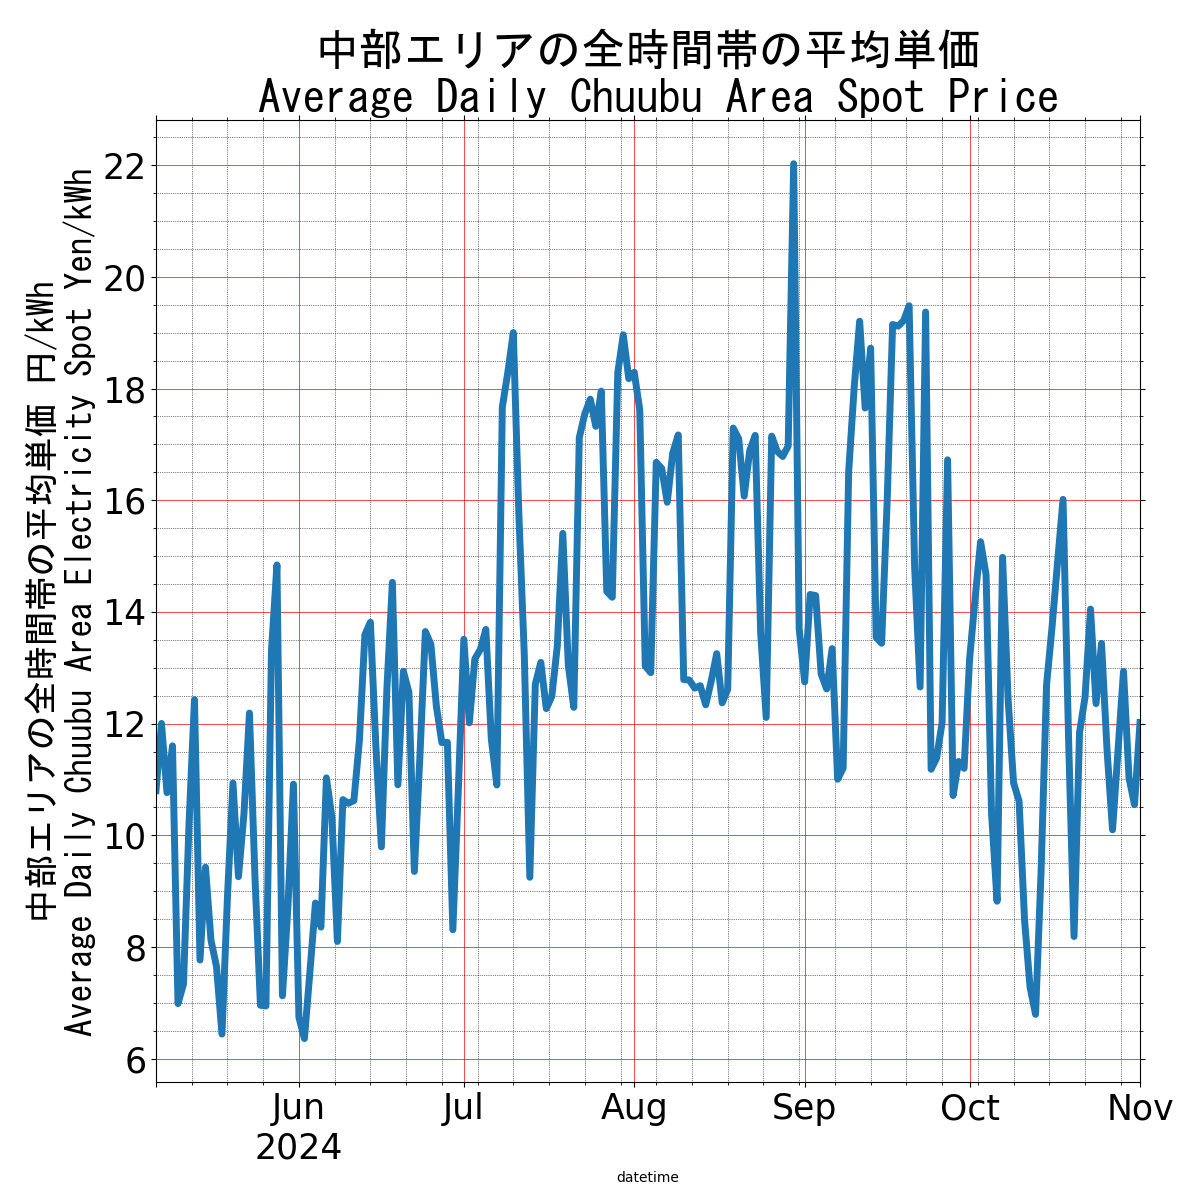 中部エリアの全時間帯の平均単価
Average Daily Chuubu Area Spot Price
中部エリアの全時間帯の平均単価 円/kWh
Average Daily Chuubu Area Electricity Spot Yen/kWh
22
20
18
16
14
12
10
8
6
Jun
2024
Jul
Aug
Sep
Oct
Nov
datetime